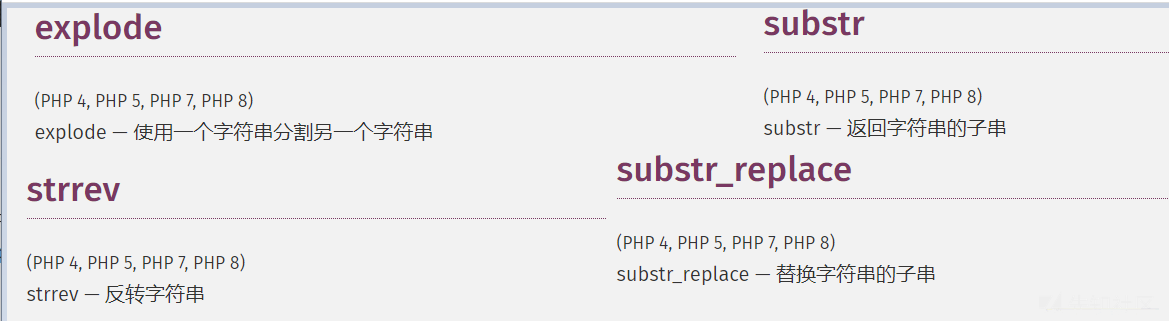 explode
(PHP 4, PHP 5, PHP 7, PHP 8)
explode — 使用一个字符串分割另一个字符串
substr
(PHP 4, PHP 5, PHP 7, PHP 8)
substr — 返回字符串的子串
strrev
(PHP 4, PHP 5, PHP 7, PHP 8)
strrev — 反转字符串
substr_replace
(PHP 4, PHP 5, PHP 7, PHP 8)
substr_replace — 替换字符串的子串